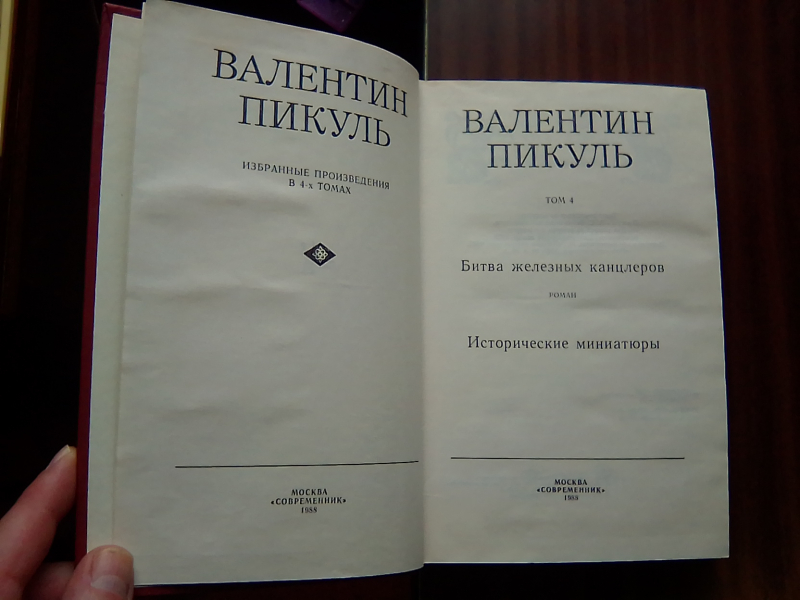 ВАЛЕНТИН
ПИКУЛЬ
ИЗБРАННЫЕ ПРОИЗВЕДЕНИЯ
В 4-х ТОМАХ
МОСКВА
«СОВРЕМЕННИК»
1988
ВАЛЕНТИН
ПИКУЛЬ
ТОМ 4
Битва железных канцлеров
РОМАН
Исторические миниатюры
МОСКВА
«СОВРЕМЕННИК»